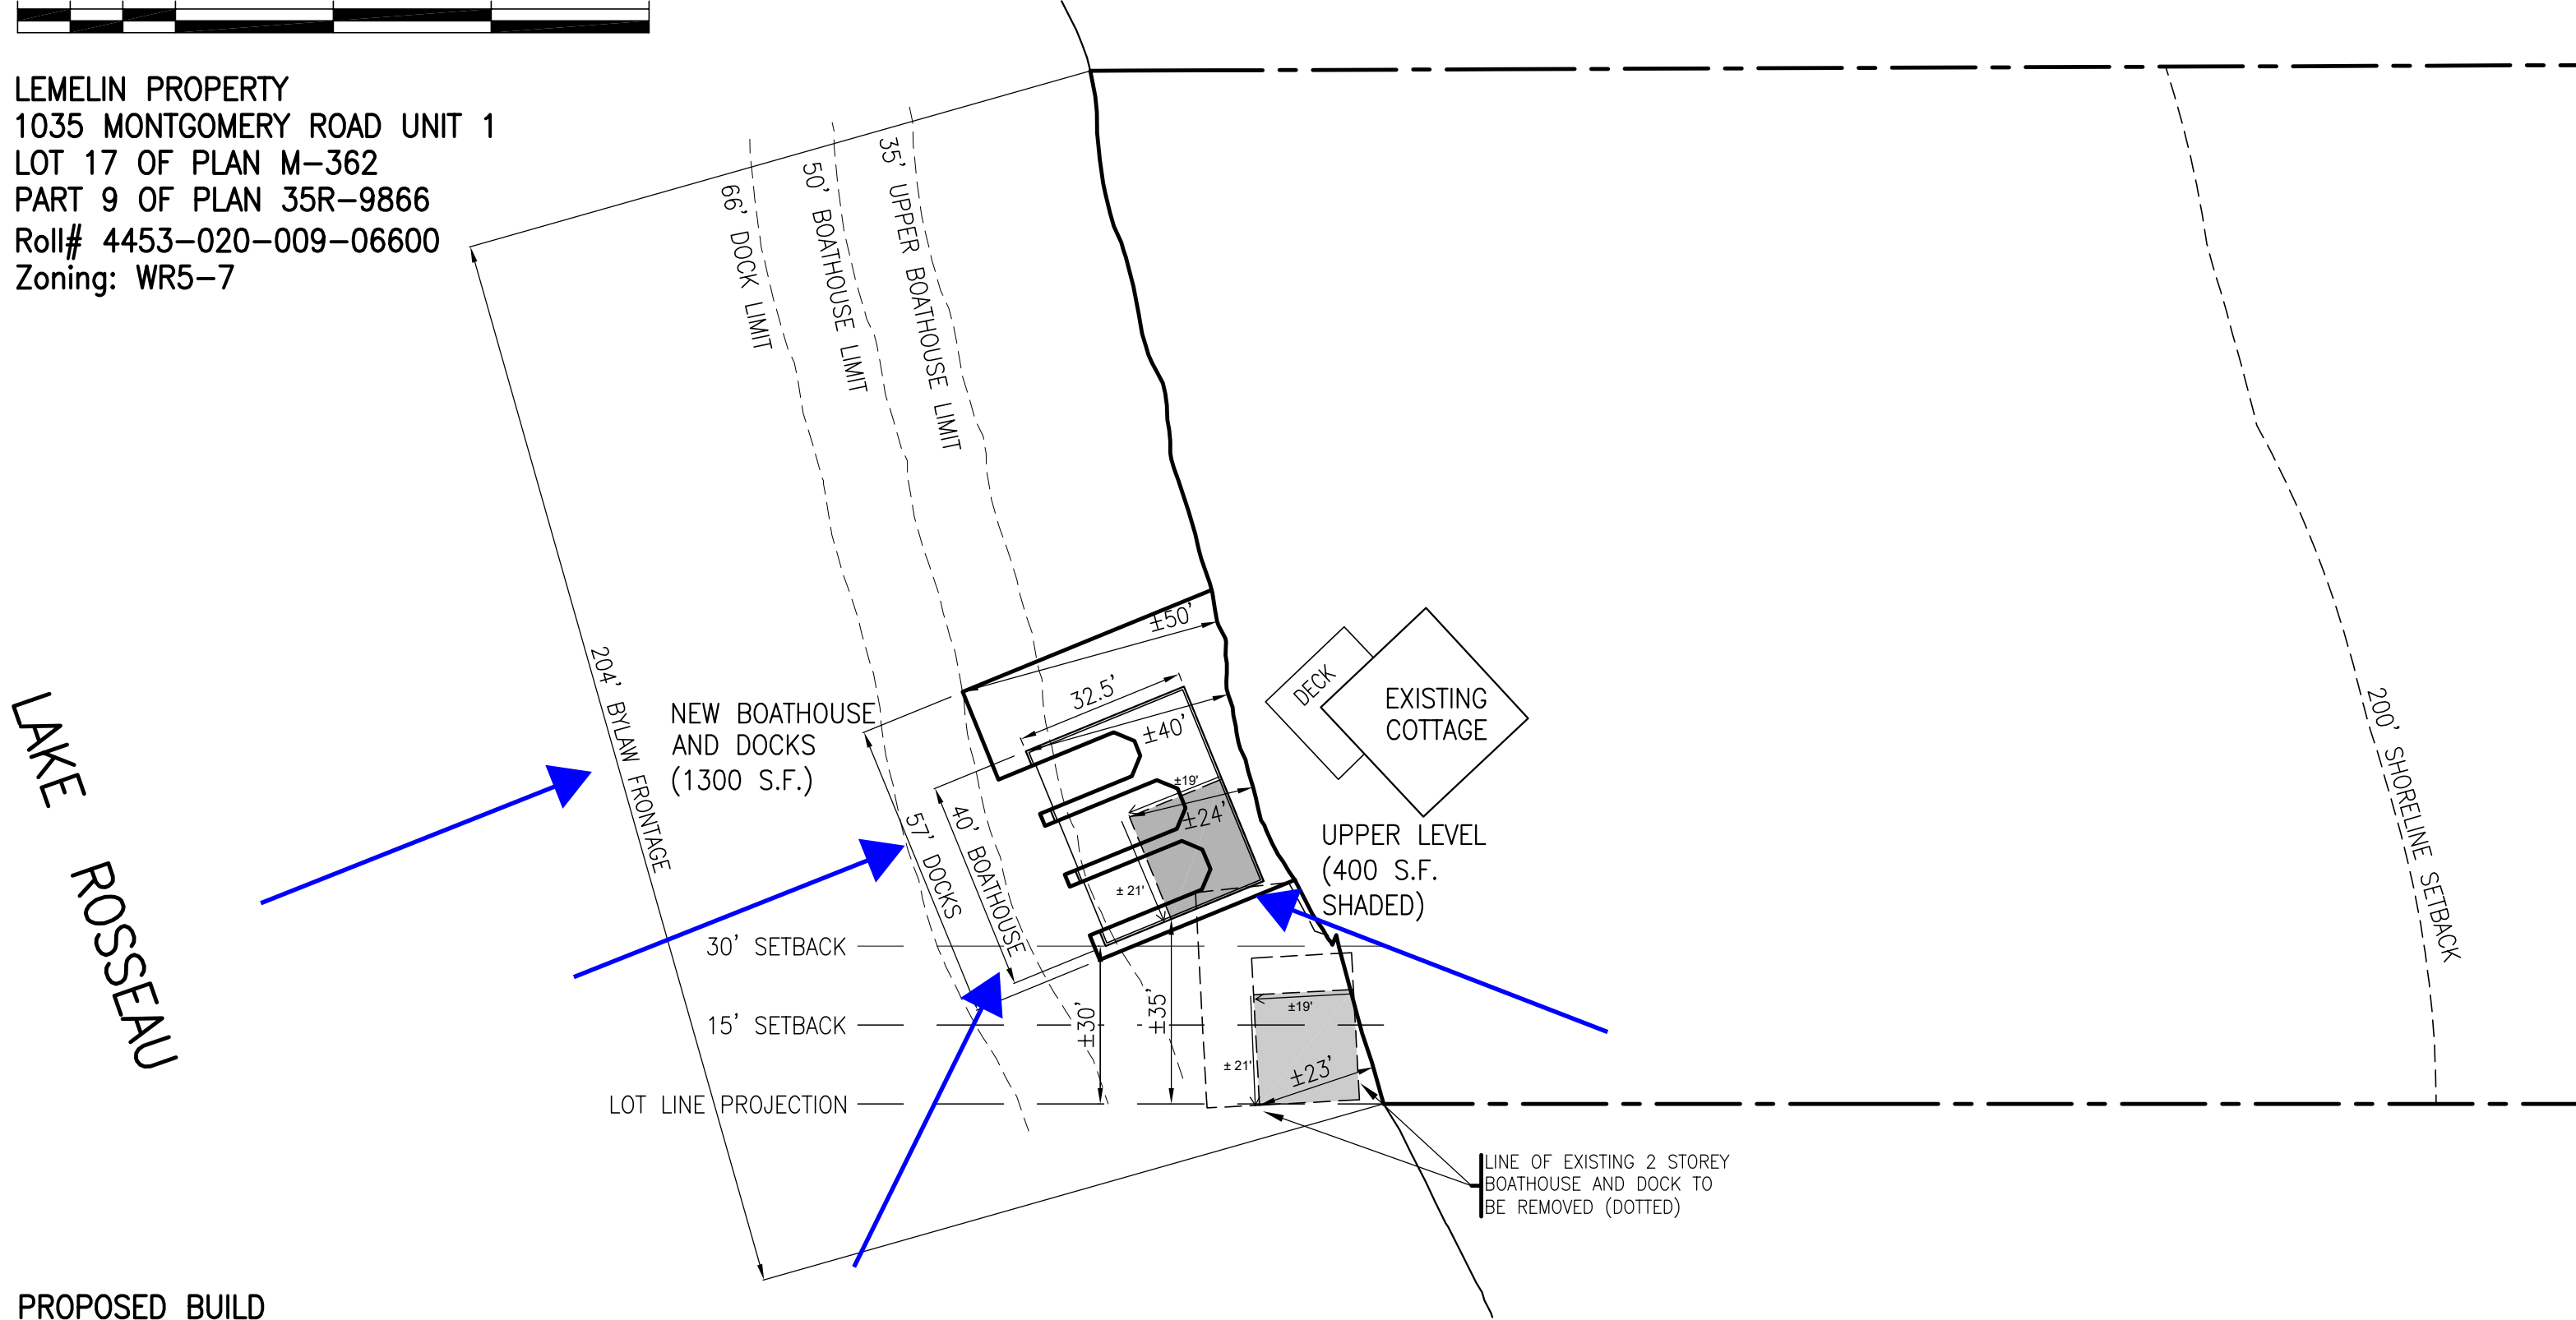 LEMELIN PROPERTY
1035 MONTGOMERY ROAD UNIT 1
LOT 17 OF PLAN M-362
PART 9 OF PLAN 35R-9866
Roll# 4453-020-009-06600
Zoning: WR5-7
66' DOCK LIMIT
50' BOATHOUSE LIMIT
35' UPPER BOATHOUSE LIMIT
204' BYLAW FRONTAGE
LAKE ROSSEAU
NEW BOATHOUSE
AND DOCKS
(1300 S.F.)
57' DOCKS
40' BOATHOUSE
±50'
32.5'
±40'
±19'
±24'
±21'
DECK
EXISTING
COTTAGE
UPPER LEVEL
(400 S.F.
SHADED)
200' SHORELINE SETBACK
30' SETBACK
15' SETBACK
LOT LINE PROJECTION
±30'
±35'
±19'
±21'
±23'
LINE OF EXISTING 2 STOREY
BOATHOUSE AND DOCK TO
BE REMOVED (DOTTED)
PROPOSED BUILD